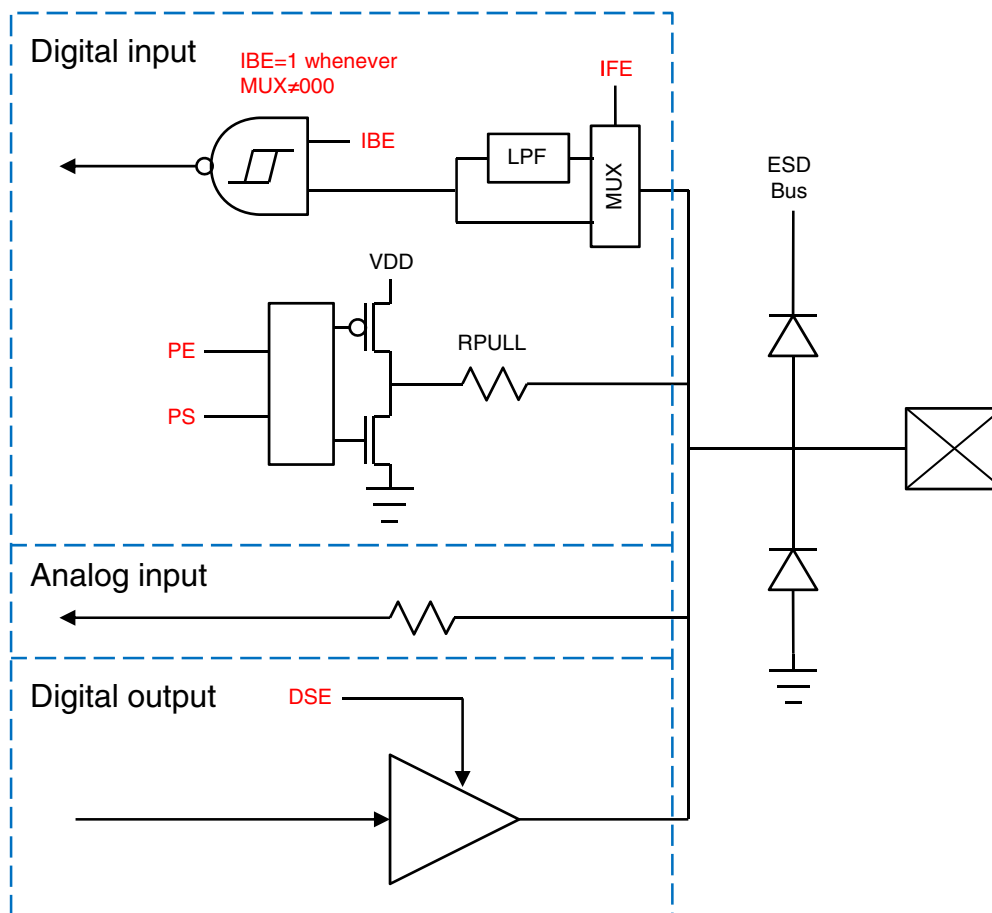 Digital input
IBE=1 whenever
MUX≠000
IFE
IBE
LPF
MUX
ESD
Bus
VDD
PE
RPULL
PS
Analog input
Digital output
DSE